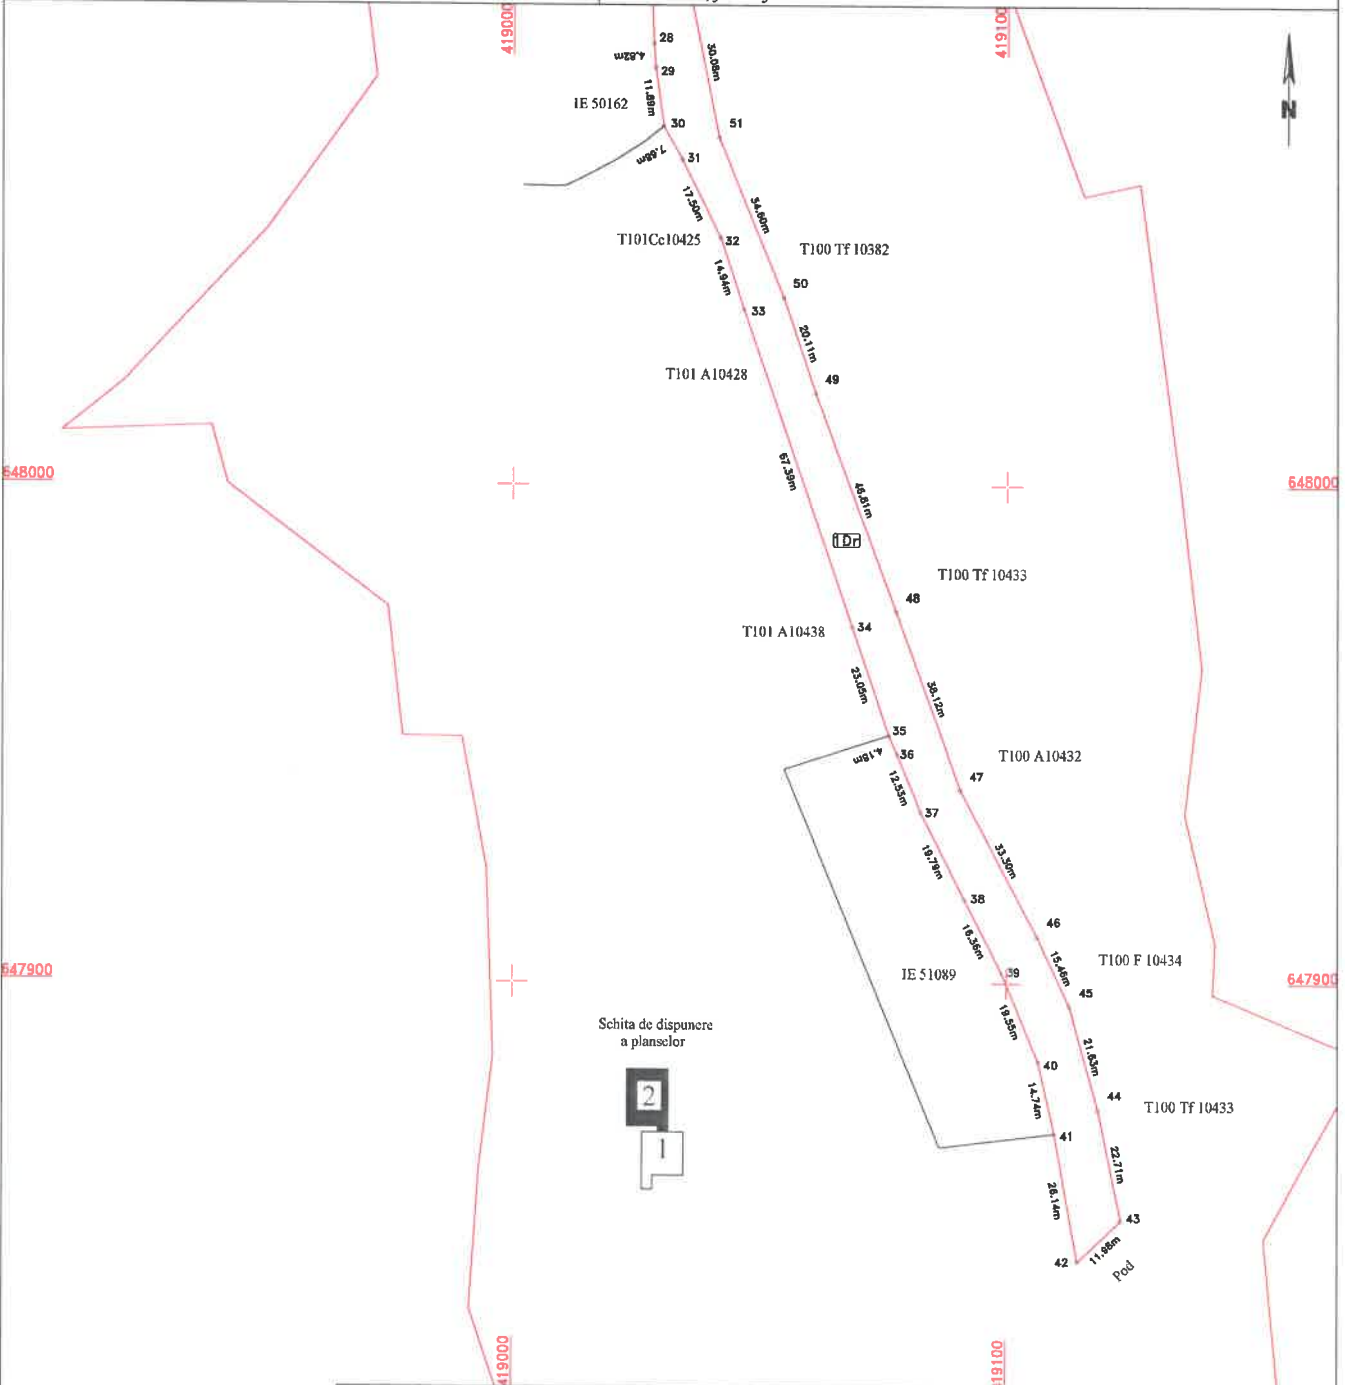 419000
419100
28
4.82m
29
30.08m
11.89m
IE 50162
30
51
N
7.68m
31
17.50m
34.60m
T101Cc10425
32
T100 Tf 10382
14.94m
50
33
20.11m
T101 A10428
49
67.39m
648000
46.81m
648000
1Dr
T100 Tf 10433
48
34
T101 A10438
23.05m
38.12m
35
36
4.18m
T100 A10432
47
12.53m
37
33.30m
19.79m
38
46
16.36m
T100 F 10434
15.46m
647900
39
IE 51089
647900
45
19.55m
Schita de dispunere
a planselor
21.63m
40
2
14.74m
44
T100 Tf 10433
41
1
22.71m
26.14m
43
11.98m
42
Pod
419000
419100